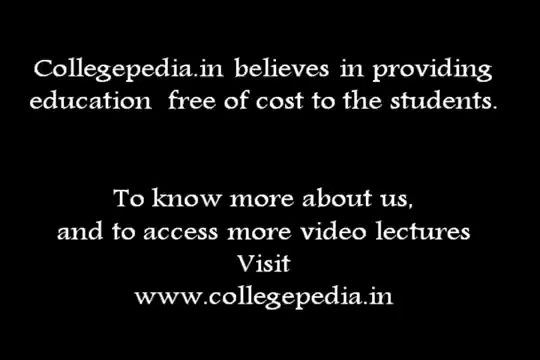 Collegepedia.in believes in providing
education  free of cost to the students.
To know more about us,
and to access more video lectures
Visit
www.collegepedia.in